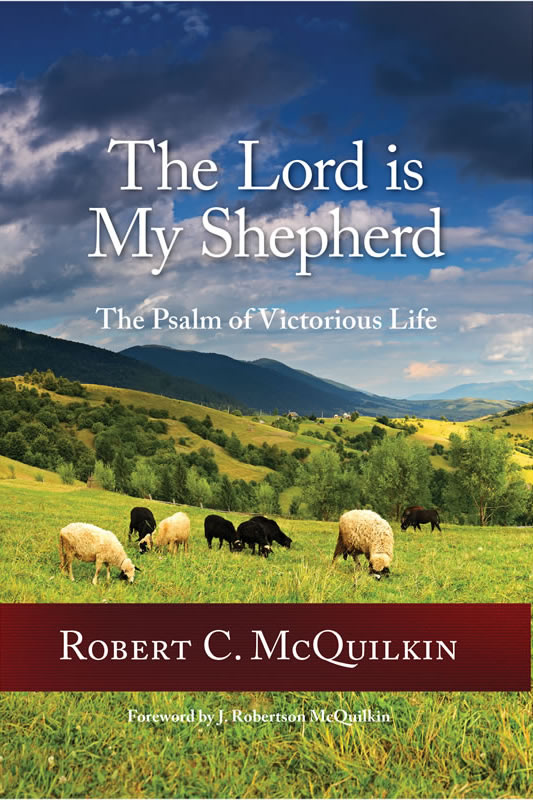 The Lord is
My Shepherd
The Psalm of Victorious Life
Robert C. McQuilkin
Foreword by J. Robertson McQuilkin